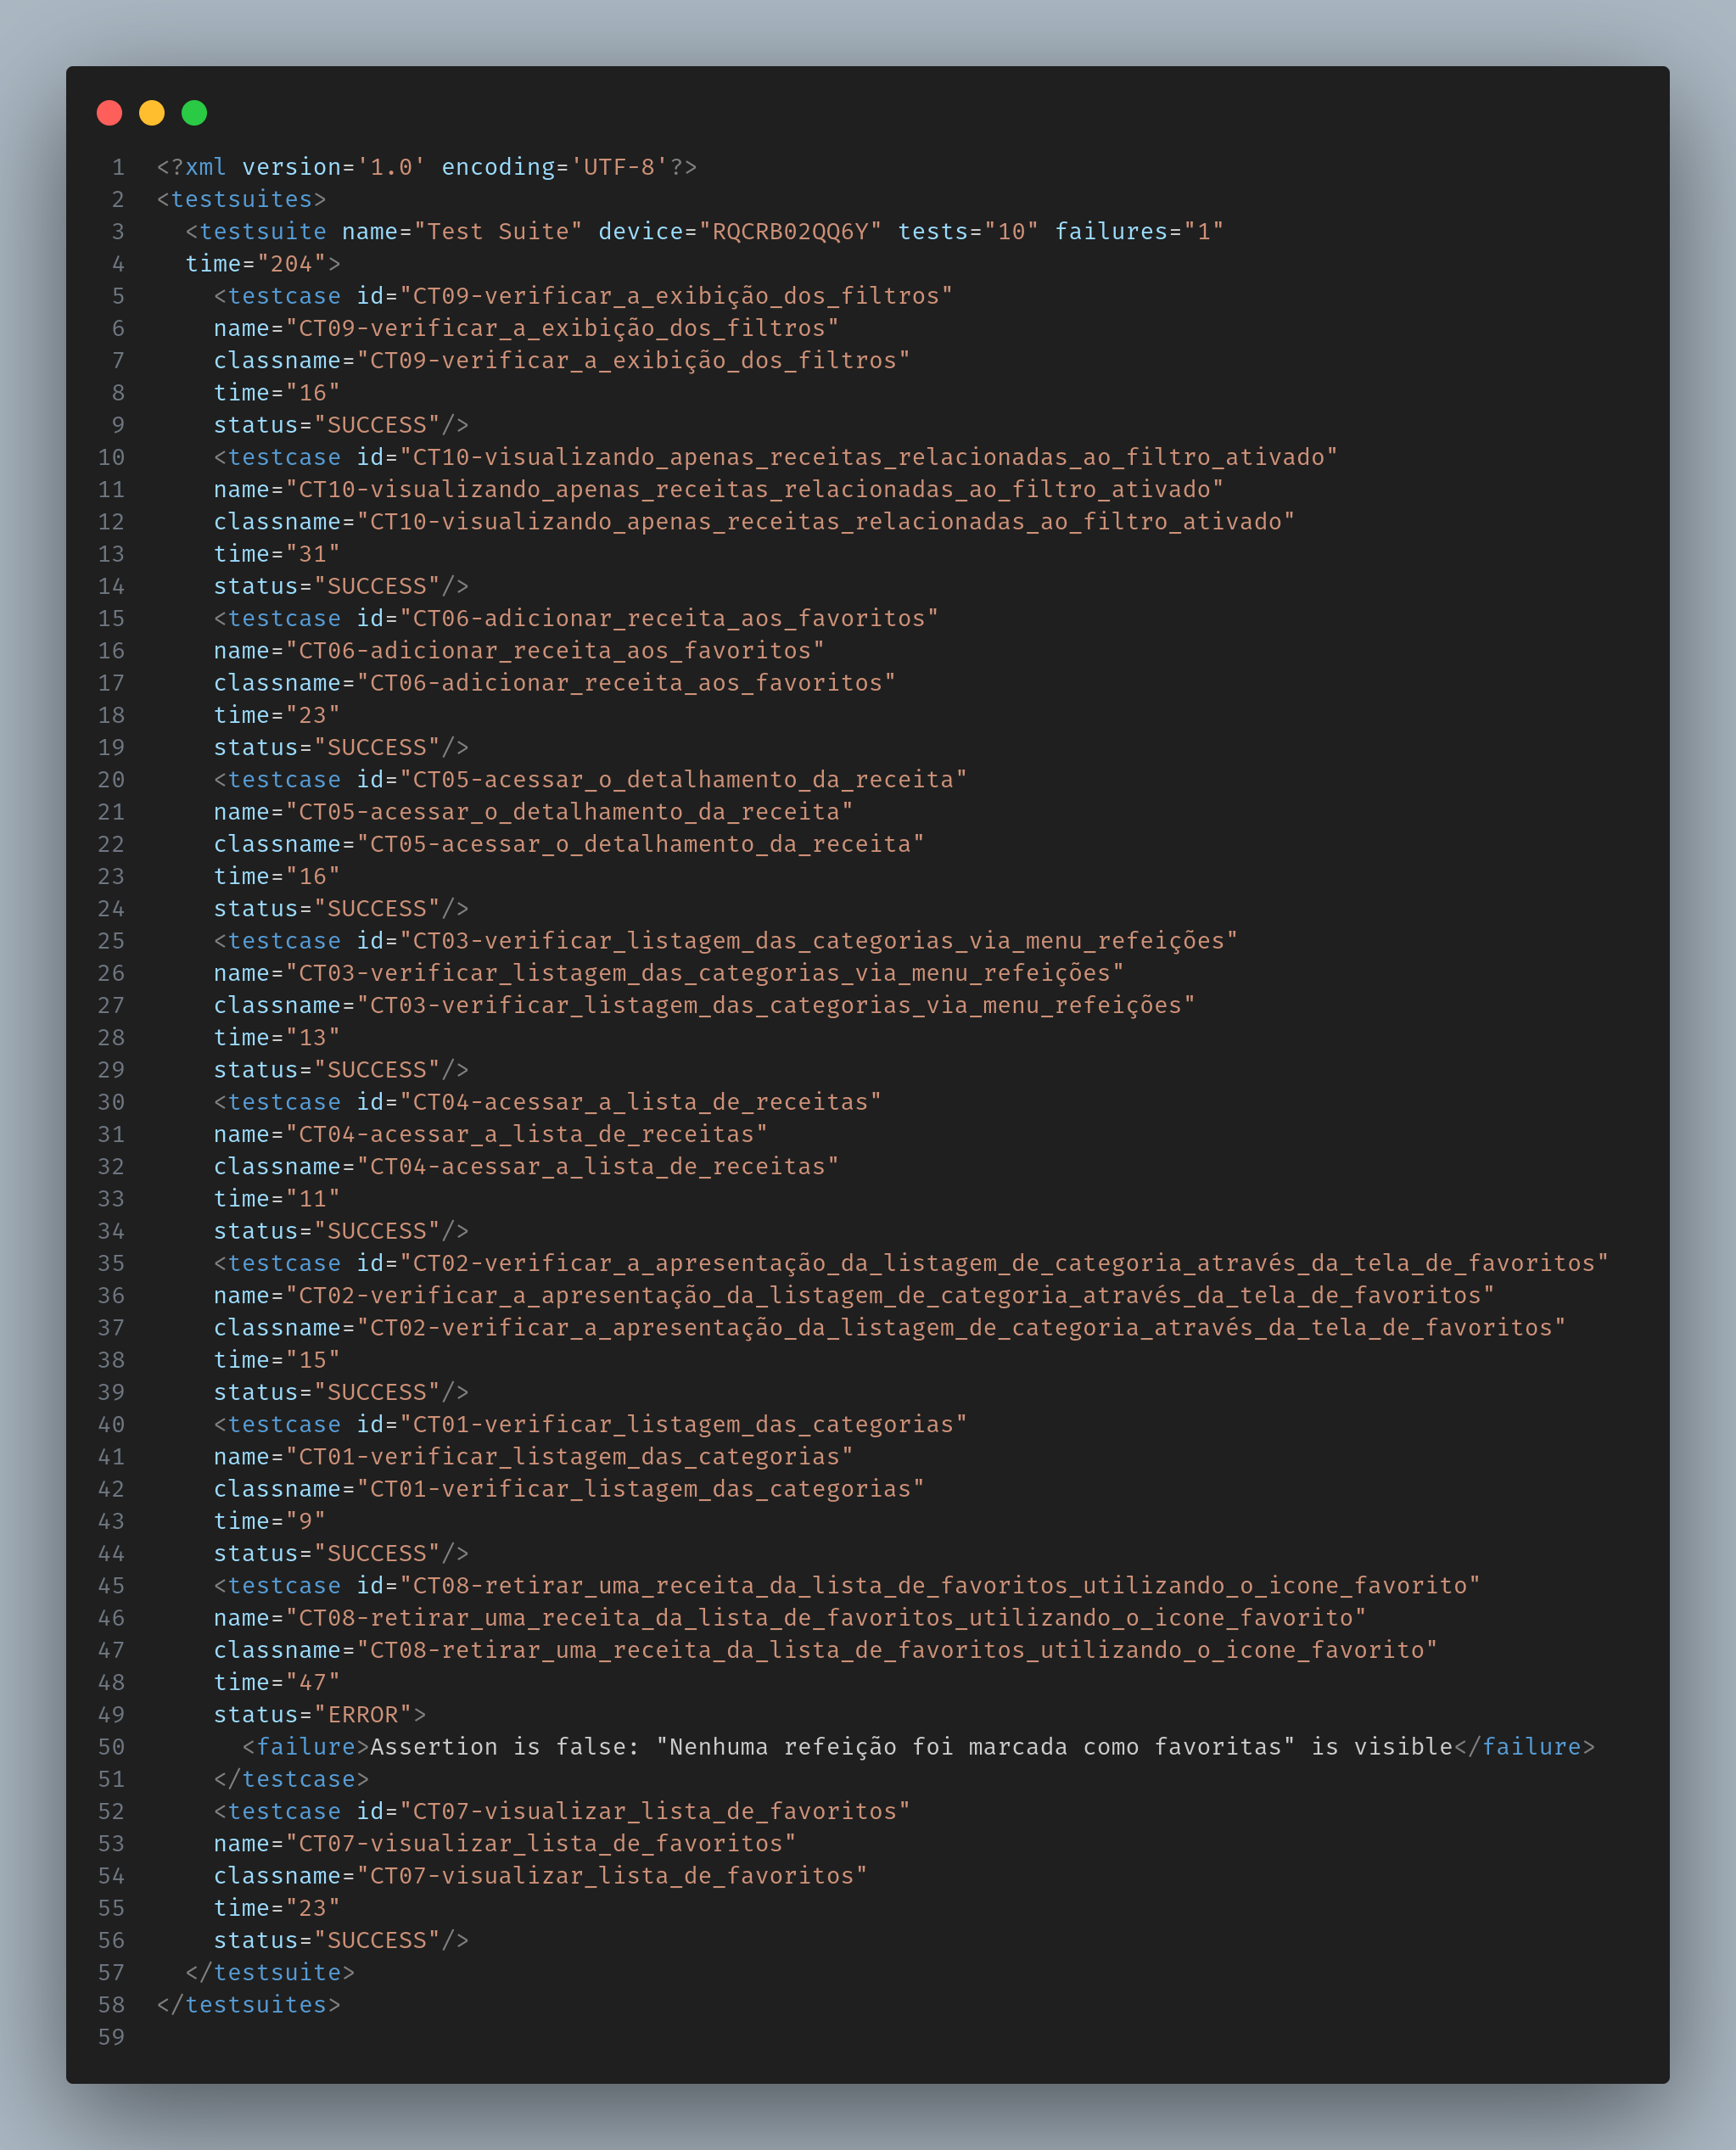 1 <?xml version='1.0' encoding='UTF-8'?>
2 <testsuites>
3 <testsuite name="Test Suite" device="RQCRB02QQ6Y" tests="10" failures="1"
4 time="204">
5 <testcase id="CT09-verificar_a_exibição_dos_filtros"
6 name="CT09-verificar_a_exibição_dos_filtros"
7 classname="CT09-verificar_a_exibição_dos_filtros"
8 time="16"
9 status="SUCCESS"/>
10 <testcase id="CT10-visualizando_apenas_receitas_relacionadas_ao_filtro_ativado"
11 name="CT10-visualizando_apenas_receitas_relacionadas_ao_filtro_ativado"
12 classname="CT10-visualizando_apenas_receitas_relacionadas_ao_filtro_ativado"
13 time="31"
14 status="SUCCESS"/>
15 <testcase id="CT06-adicionar_receita_aos_favoritos"
16 name="CT06-adicionar_receita_aos_favoritos"
17 classname="CT06-adicionar_receita_aos_favoritos"
18 time="23"
19 status="SUCCESS"/>
20 <testcase id="CT05-acessar_o_detalhamento_da_receita"
21 name="CT05-acessar_o_detalhamento_da_receita"
22 classname="CT05-acessar_o_detalhamento_da_receita"
23 time="16"
24 status="SUCCESS"/>
25 <testcase id="CT03-verificar_listagem_das_categorias_via_menu_refeições"
26 name="CT03-verificar_listagem_das_categorias_via_menu_refeições"
27 classname="CT03-verificar_listagem_das_categorias_via_menu_refeições"
28 time="13"
29 status="SUCCESS"/>
30 <testcase id="CT04-acessar_a_lista_de_receitas"
31 name="CT04-acessar_a_lista_de_receitas"
32 classname="CT04-acessar_a_lista_de_receitas"
33 time="11"
34 status="SUCCESS"/>
35 <testcase id="CT02-verificar_a_apresentação_da_listagem_de_categoria_através_da_tela_de_favoritos"
36 name="CT02-verificar_a_apresentação_da_listagem_de_categoria_através_da_tela_de_favoritos"
37 classname="CT02-verificar_a_apresentação_da_listagem_de_categoria_através_da_tela_de_favoritos"
38 time="15"
39 status="SUCCESS"/>
40 <testcase id="CT01-verificar_listagem_das_categorias"
41 name="CT01-verificar_listagem_das_categorias"
42 classname="CT01-verificar_listagem_das_categorias"
43 time="9"
44 status="SUCCESS"/>
45 <testcase id="CT08-retirar_uma_receita_da_lista_de_favoritos_utilizando_o_icone_favorito"
46 name="CT08-retirar_uma_receita_da_lista_de_favoritos_utilizando_o_icone_favorito"
47 classname="CT08-retirar_uma_receita_da_lista_de_favoritos_utilizando_o_icone_favorito"
48 time="47"
49 status="ERROR">
50 <failure>Assertion is false: "Nenhuma refeição foi marcada como favoritas" is visible</failure>
51 </testcase>
52 <testcase id="CT07-visualizar_lista_de_favoritos"
53 name="CT07-visualizar_lista_de_favoritos"
54 classname="CT07-visualizar_lista_de_favoritos"
55 time="23"
56 status="SUCCESS"/>
57 </testsuite>
58 </testsuites>
59